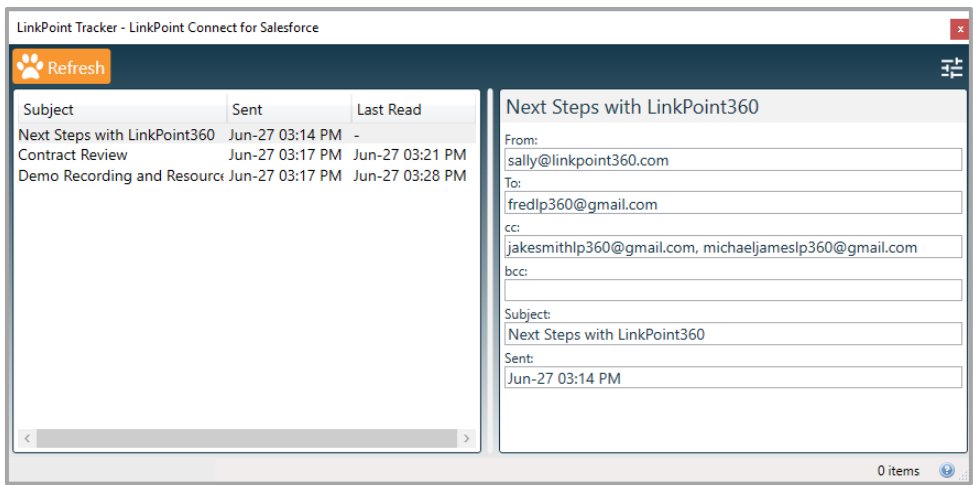 LinkPoint Tracker - LinkPoint Connect for Salesforce
x
Refresh
Subject Sent Last Read
Next Steps with LinkPoint360 Jun-27 03:14 PM -
Contract Review Jun-27 03:17 PM Jun-27 03:21 PM
Demo Recording and Resource Jun-27 03:17 PM Jun-27 03:28 PM
Next Steps with LinkPoint360
From:
sally@linkpoint360.com
To:
fredlp360@gmail.com
cc:
jakesmithlp360@gmail.com, michaeljameslp360@gmail.com
bcc:
Subject:
Next Steps with LinkPoint360
Sent:
Jun-27 03:14 PM
0 items ?